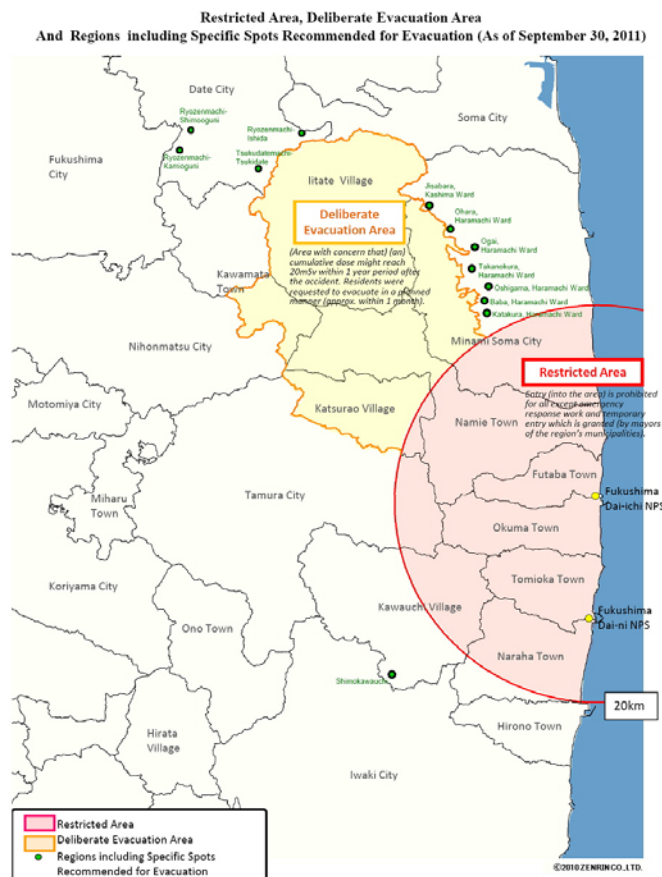 Restricted Area, Deliberate Evacuation Area
And Regions including Specific Spots Recommended for Evacuation (As of September 30, 2011)
Date City
Soma City
Ryozenmachi-
Shimooguni
Ryozenmachi-
Ishida
Fukushima
City
Ryozenmachi-
Kamioguni
Tsukudatemachi-
Tsukidate
Iitate Village
Jisabara,
Kashima Ward
Deliberate
Evacuation Area
Ohara,
Haramachi Ward
Ogai,
Haramachi Ward
(Area with concern that) (an)
cumulative dose might reach
20mSv within 1 year period after
the accident. Residents were
requested to evacuate in a planned
manner (approx. within 1 month).
Takanokura,
Haramachi Ward
Kawamata
Town
Oshigama, Haramachi Ward
Baba, Haramachi Ward
Katakura, Haramachi Ward
Nihonmatsu City
Minami Soma City
Restricted Area
Entry (into the area) is prohibited
for all except emergency
response work and temporary
entry which is granted (by mayors
of the region's municipalities).
Motomiya City
Katsurao Village
Namie Town
Futaba Town
Miharu
Town
Tamura City
Fukushima
Dai-ichi NPS
Okuma Town
Koriyama City
Tomioka Town
Kawauchi Village
Fukushima
Dai-ni NPS
Ono Town
Naraha Town
Shimokawauchi
20km
Hirono Town
Hirata
Village
Iwaki City
Restricted Area
Deliberate Evacuation Area
Regions including Specific Spots
Recommended for Evacuation
©2010ZENRINCO.,LTD.